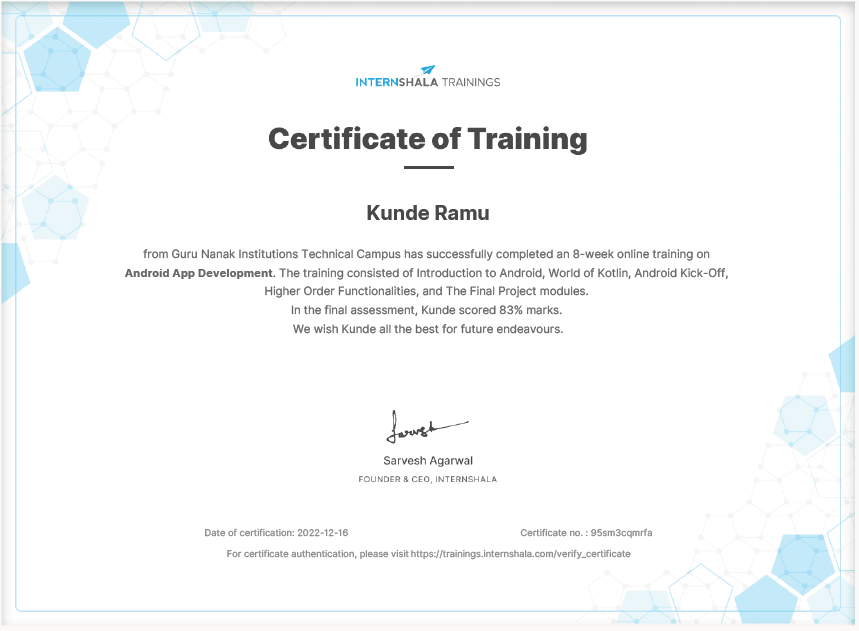 INTERNSHALA TRAININGS
Certificate of Training
Kunde Ramu
from Guru Nanak Institutions Technical Campus has successfully completed an 8-week online training on
Android App Development. The training consisted of Introduction to Android, World of Kotlin, Android Kick-Off,
Higher Order Functionalities, and The Final Project modules.
In the final assessment, Kunde scored 83% marks.
We wish Kunde all the best for future endeavours.
Sarvesh
Sarvesh Agarwal
FOUNDER & CEO, INTERNSHALA
Date of certification: 2022-12-16
Certificate no. : 95sm3cqmrfa
For certificate authentication, please visit https://trainings.internshala.com/verify_certificate